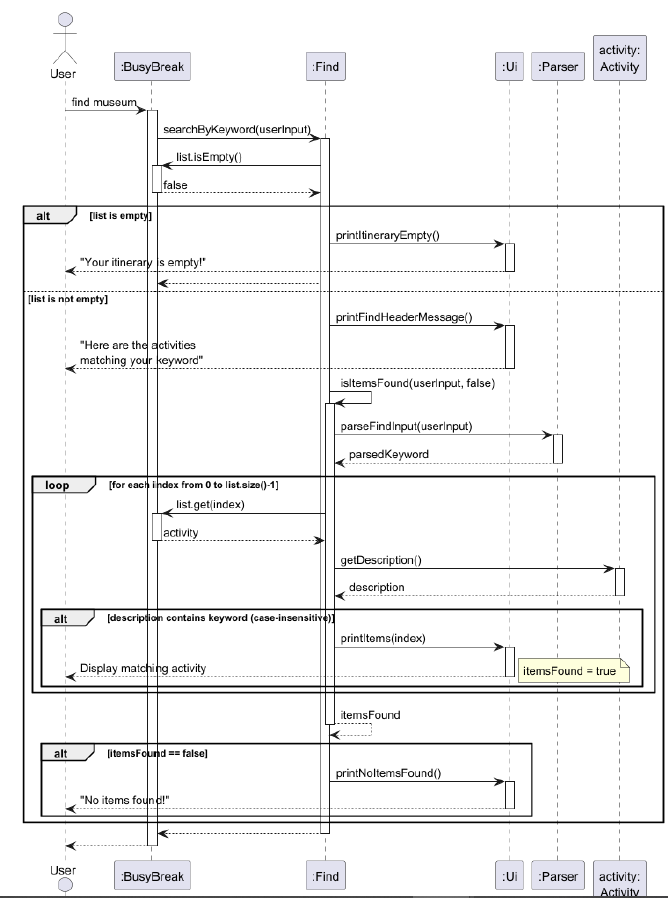 activity:
:BusyBreak
:Find
:Ui
:Parser
Activity
User
find museum
searchByKeyword(userInput)
list.isEmpty()
false
alt
[list is empty]
printItineraryEmpty()
"Your itinerary is empty!"
[list is not empty]
printFindHeaderMessage()
"Here are the activities
matching your keyword"
isItemsFound(userInput, false)
parseFindInput(userInput)
parsedKeyword
loop
[for each index from 0 to list.size()-1]
list.get(index)
activity
getDescription()
description
alt
[description contains keyword (case-insensitive)]
printItems(index)
Display matching activity
itemsFound = true
itemsFound
alt
[itemsFound == false]
printNoItemsFound()
"No items found!"
User
:BusyBreak
:Find
:Ui
:Parser
activity:
Activity